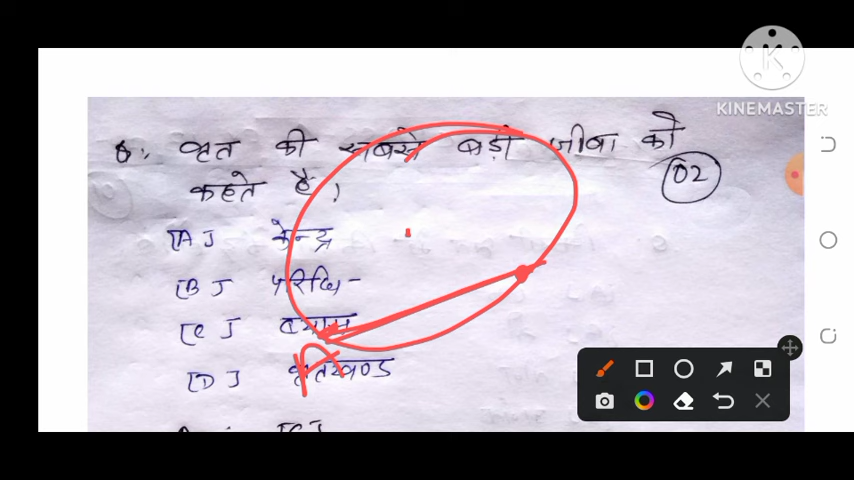 KINEMASTER
Q:- वृत की सबसे बड़ी जीवा को
कहते है ।
02
[A] केन्द्र
[B] परिधि-
[C] ब्यास
[D] वृतखण्ड
A